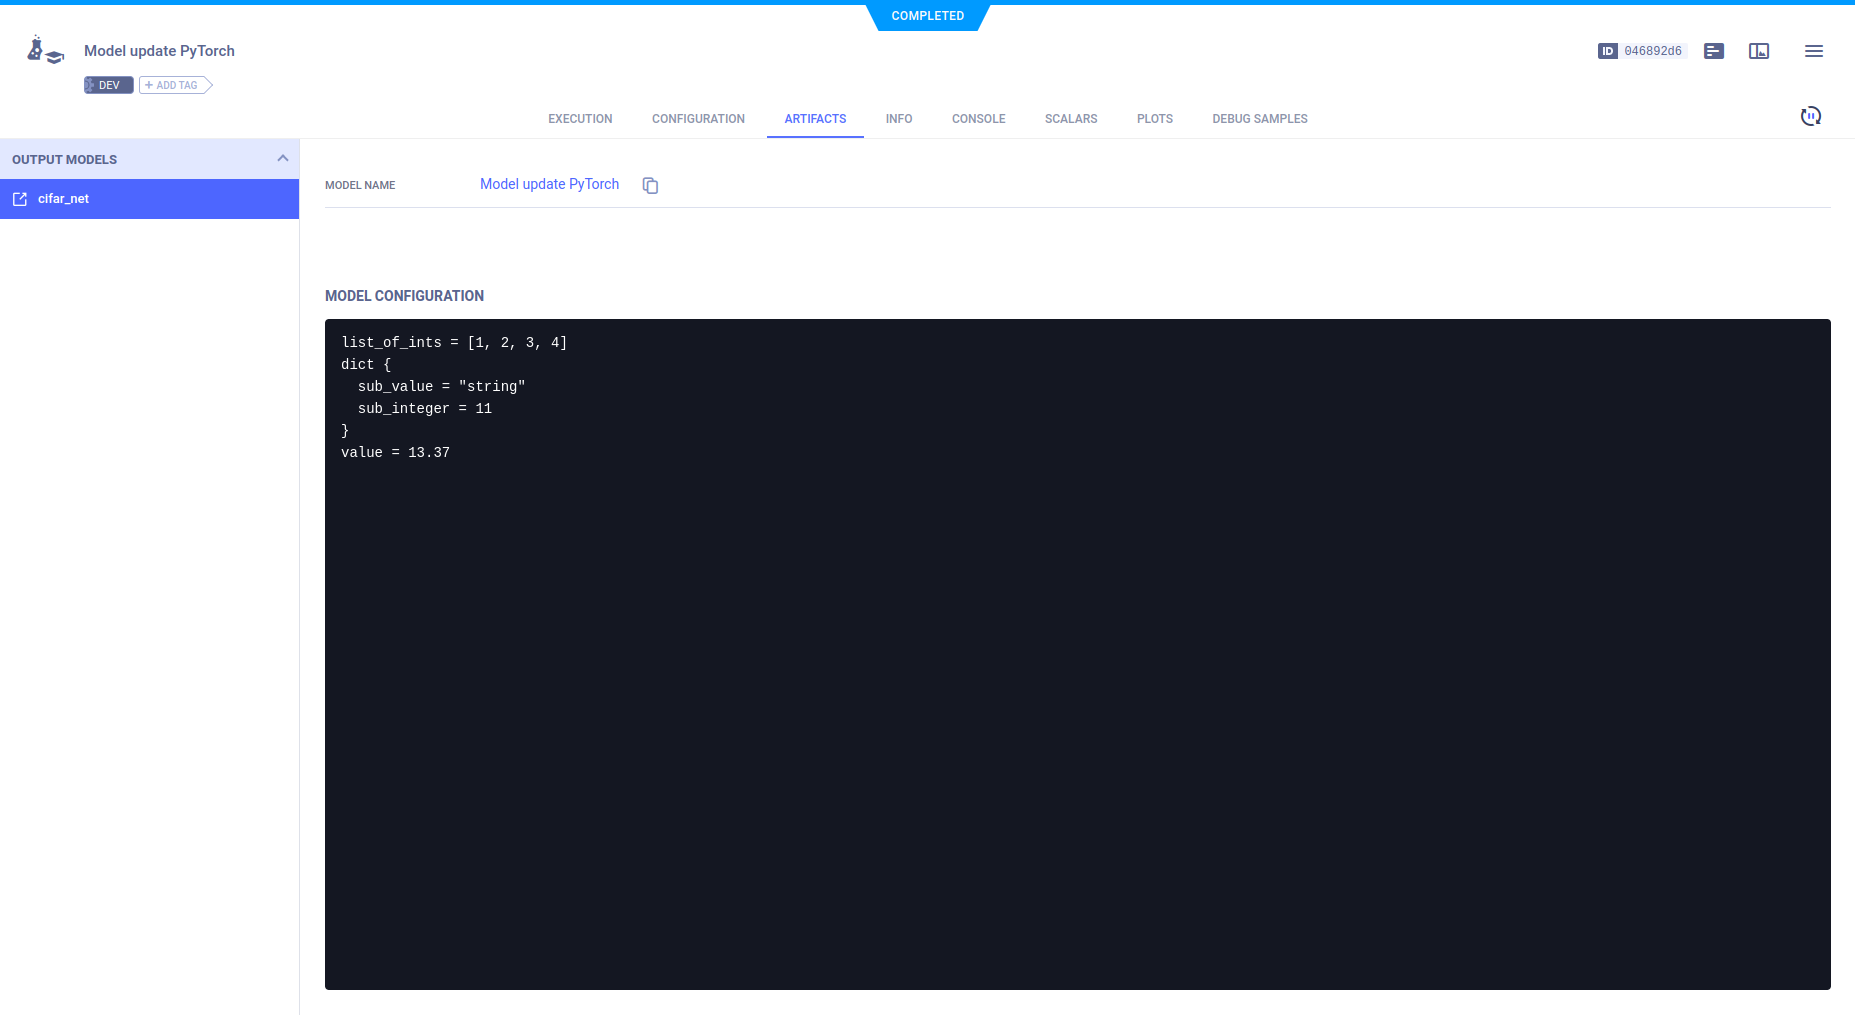 COMPLETED
Model update PyTorch
ID 046892d6
DEV
+ ADD TAG
EXECUTION CONFIGURATION ARTIFACTS INFO CONSOLE SCALARS PLOTS DEBUG SAMPLES
OUTPUT MODELS
cifar_net
MODEL NAME Model update PyTorch
MODEL CONFIGURATION
list_of_ints = [1, 2, 3, 4]
dict {
  sub_value = "string"
  sub_integer = 11
}
value = 13.37